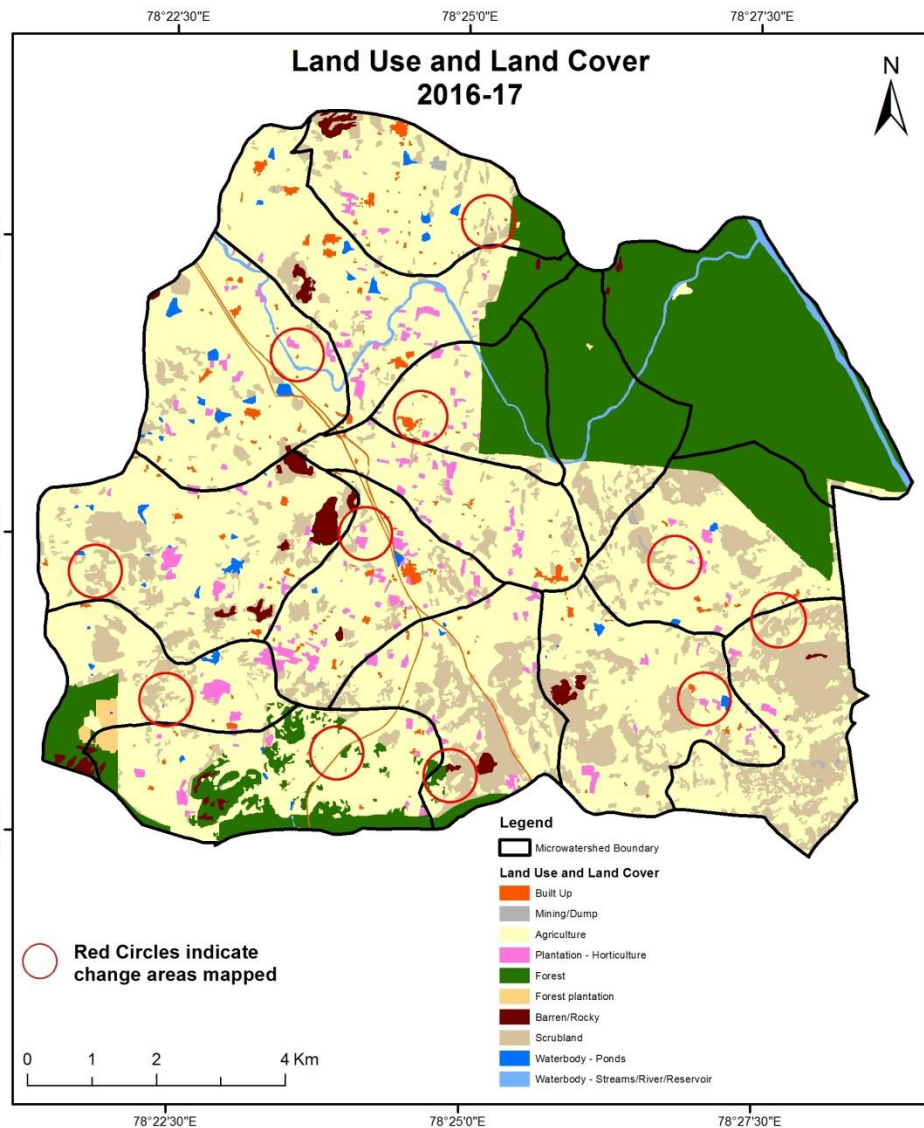 78°22'30"E
78°25'0"E
78°27'30"E
Land Use and Land Cover
2016-17
N
Legend
Microwatershed Boundary
Land Use and Land Cover
Built Up
Mining/Dump
Agriculture
Plantation - Horticulture
Forest
Forest plantation
Barren/Rocky
Scrubland
Waterbody - Ponds
Waterbody - Streams/River/Reservoir
Red Circles indicate
change areas mapped
0 1 2 4 Km
78°22'30"E
78°25'0"E
78°27'30"E